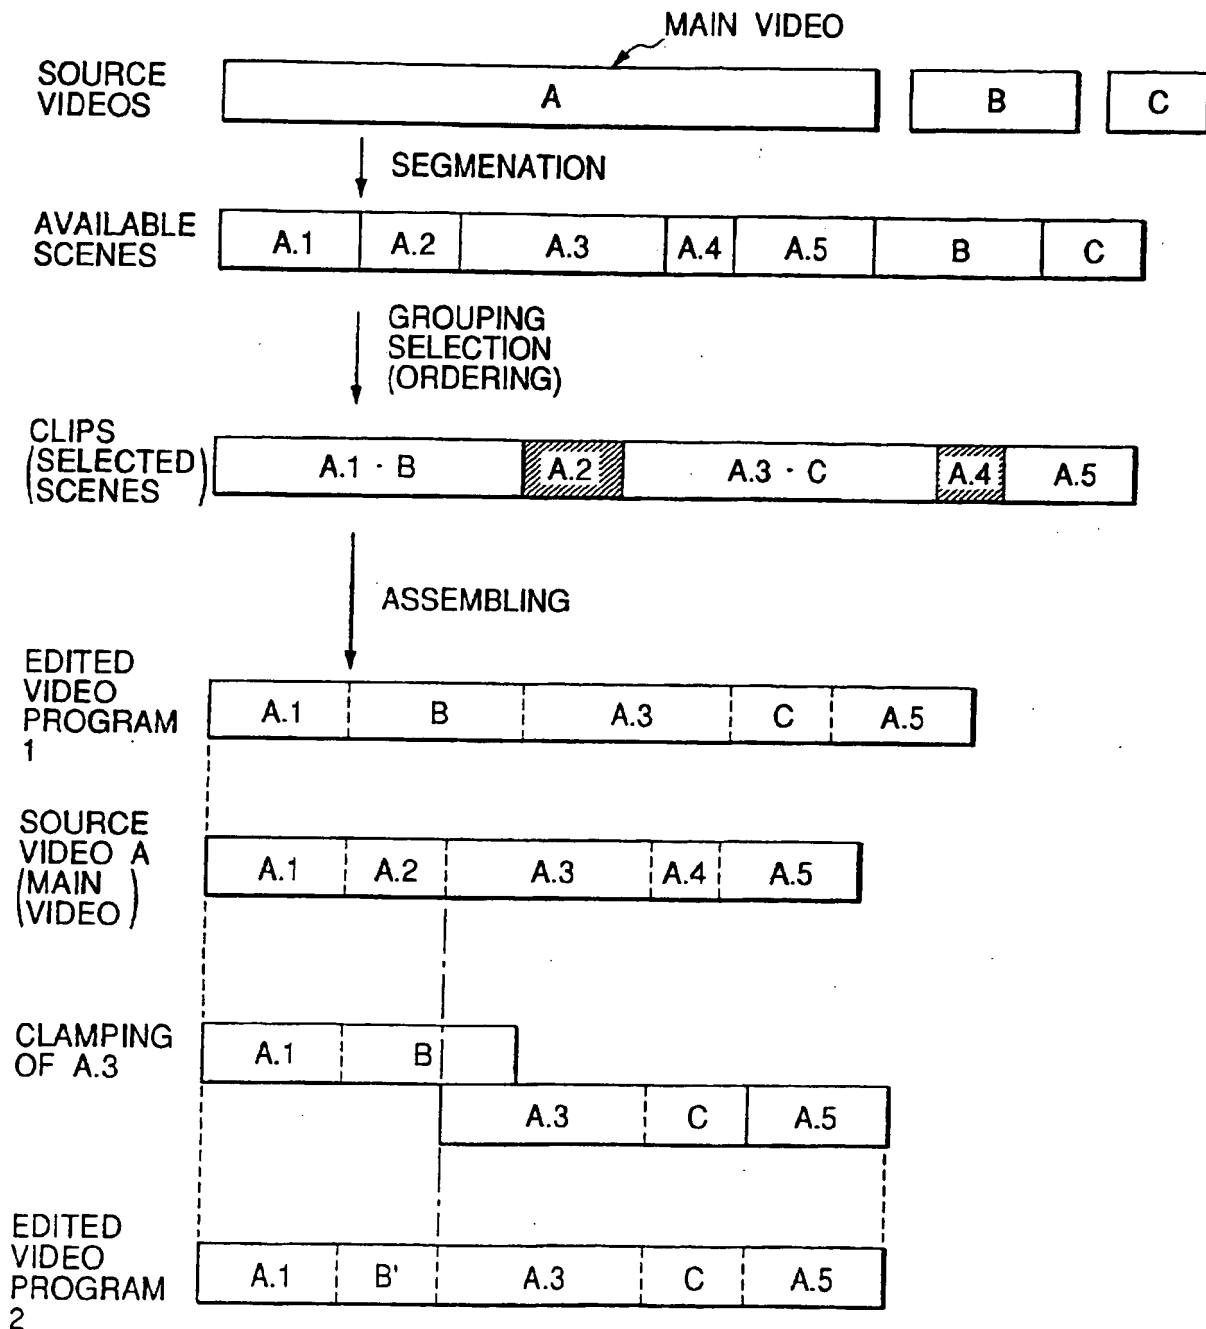 MAIN VIDEO
SOURCE
VIDEOS
A
B
C
SEGMENATION
AVAILABLE
SCENES
A.1
A.2
A.3
A.4
A.5
B
C
GROUPING
SELECTION
(ORDERING)
CLIPS
(SELECTED
SCENES)
A.1 · B
A.2
A.3 · C
A.4
A.5
ASSEMBLING
EDITED
VIDEO
PROGRAM
1
A.1
B
A.3
C
A.5
SOURCE
VIDEO A
(MAIN
VIDEO)
A.1
A.2
A.3
A.4
A.5
CLAMPING
OF A.3
A.1
B
A.3
C
A.5
EDITED
VIDEO
PROGRAM
2
A.1
B'
A.3
C
A.5